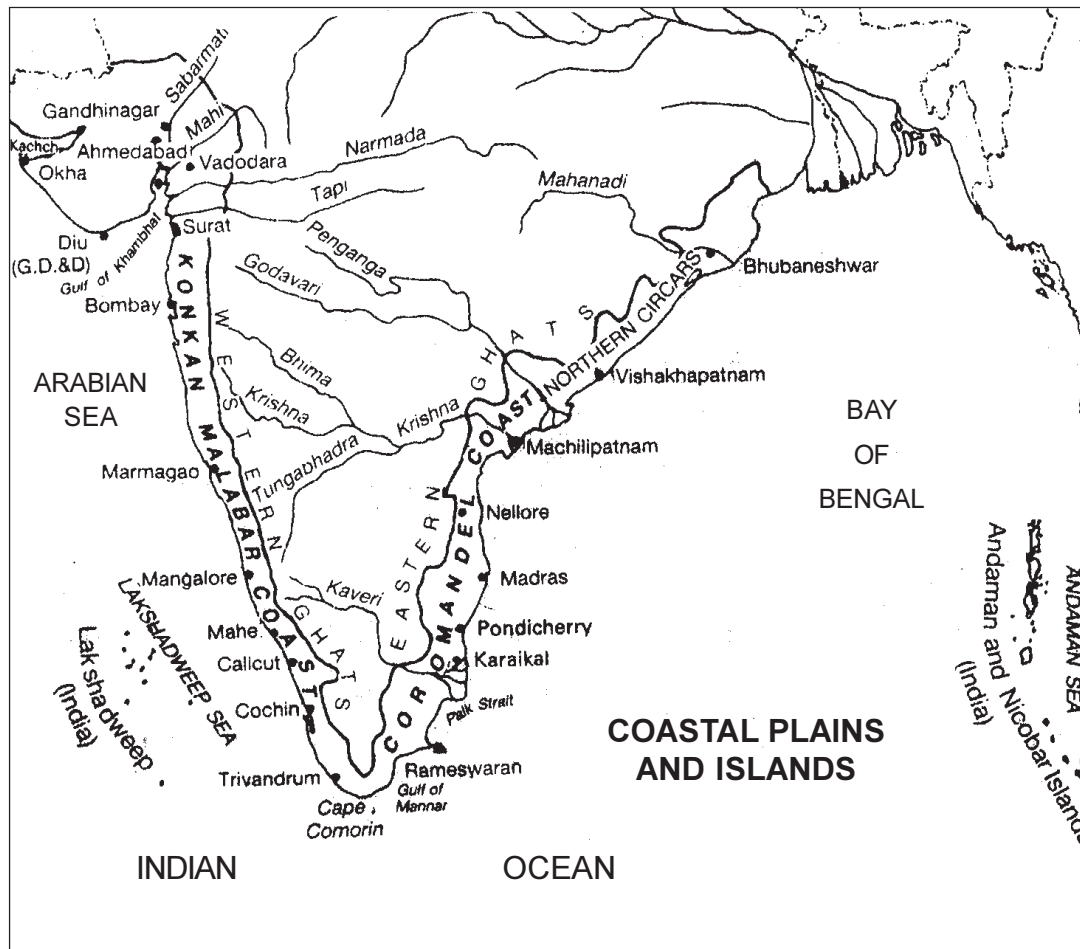 Sabarmati
Gandhinagar
Mahi
Kachch
Ahmedabad
Okha
Vadodara
Narmada
Tapi
Mahanadi
Diu
(G.D.&D)
Gulf of Khambhat
Surat
Penganga
Godavari
Bhubaneshwar
Bombay
KONKAN
WESTERN GHATS
Bhima
Krishna
Krishna
Tungabhadra
EASTERN GHATS
NORTHERN CIRCARS
Vishakhapatnam
ARABIAN
SEA
BAY
OF
BENGAL
Machilipatnam
Marmagao
MALABAR COAST
COROMANDEL COAST
Nellore
Mangalore
Kaveri
Madras
Mahe
Pondicherry
Calicut
Karaikal
LAKSHADWEEP SEA
Lakshadweep
(India)
Cochin
Palk Strait
Andaman and Nicobar Islands
(India)
ANDAMAN SEA
COASTAL PLAINS
AND ISLANDS
Trivandrum
Rameswaran
Gulf of
Mannar
Cape
Comorin
INDIAN
OCEAN